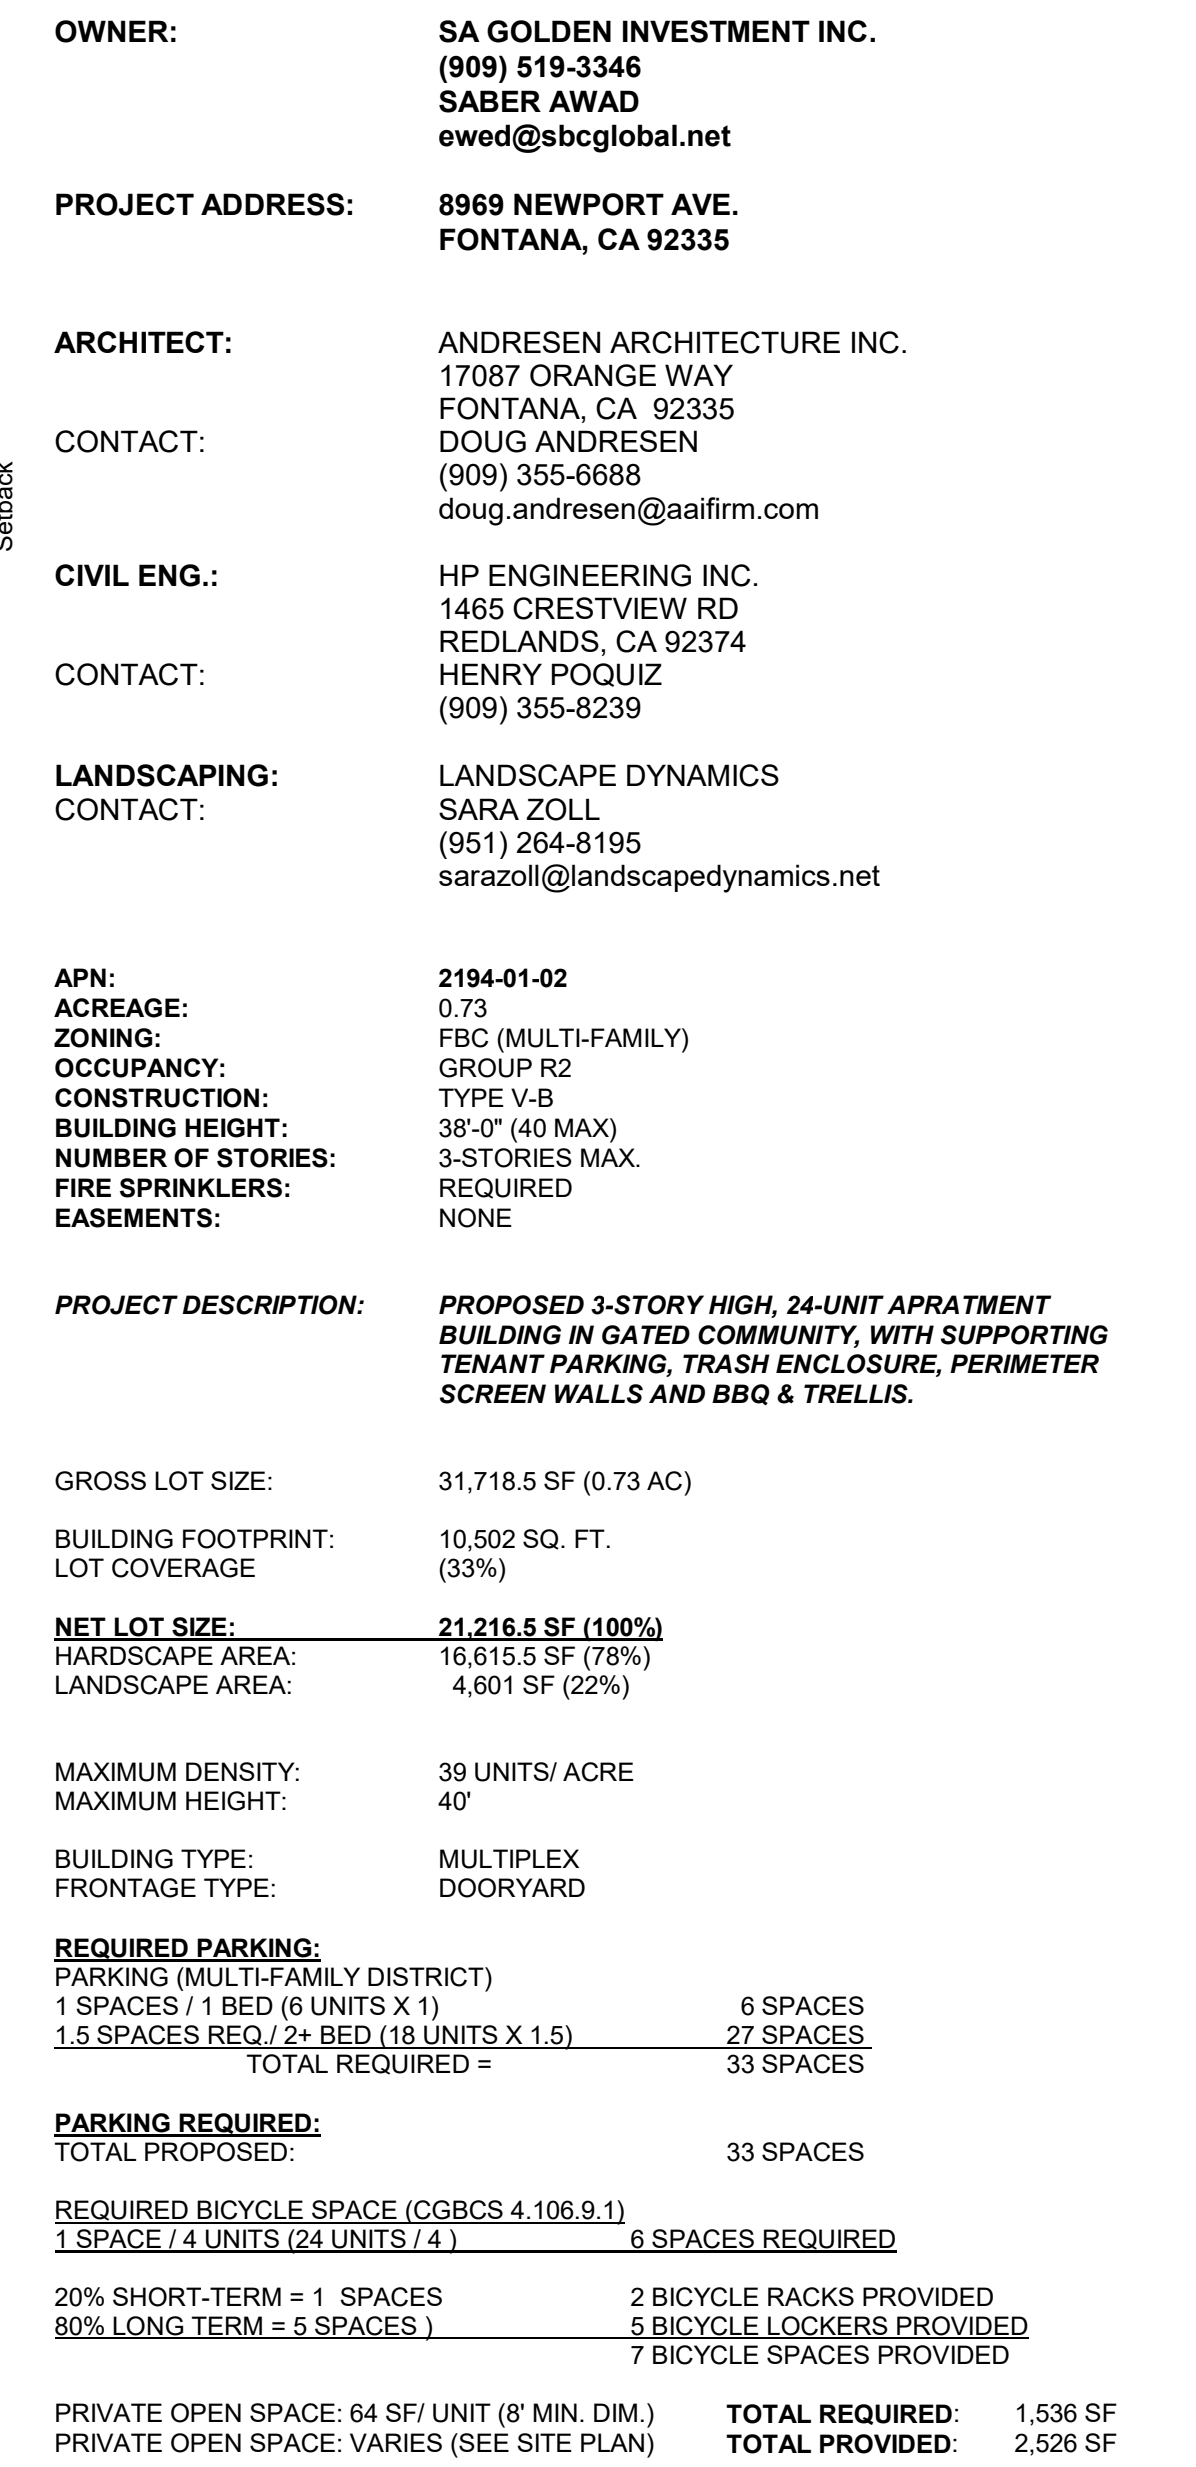 OWNER: SA GOLDEN INVESTMENT INC.
(909) 519-3346
SABER AWAD
ewed@sbcglobal.net
PROJECT ADDRESS: 8969 NEWPORT AVE.
FONTANA, CA 92335
ARCHITECT: ANDRESEN ARCHITECTURE INC.
17087 ORANGE WAY
FONTANA, CA 92335
CONTACT: DOUG ANDRESEN
(909) 355-6688
doug.andresen@aaifirm.com
Setback
CIVIL ENG.: HP ENGINEERING INC.
1465 CRESTVIEW RD
REDLANDS, CA 92374
CONTACT: HENRY POQUIZ
(909) 355-8239
LANDSCAPING: LANDSCAPE DYNAMICS
CONTACT: SARA ZOLL
(951) 264-8195
sarazoll@landscapedynamics.net
APN: 2194-01-02
ACREAGE: 0.73
ZONING: FBC (MULTI-FAMILY)
OCCUPANCY: GROUP R2
CONSTRUCTION: TYPE V-B
BUILDING HEIGHT: 38'-0" (40 MAX)
NUMBER OF STORIES: 3-STORIES MAX.
FIRE SPRINKLERS: REQUIRED
EASEMENTS: NONE
PROJECT DESCRIPTION: PROPOSED 3-STORY HIGH, 24-UNIT APRATMENT
BUILDING IN GATED COMMUNITY, WITH SUPPORTING
TENANT PARKING, TRASH ENCLOSURE, PERIMETER
SCREEN WALLS AND BBQ & TRELLIS.
GROSS LOT SIZE: 31,718.5 SF (0.73 AC)
BUILDING FOOTPRINT: 10,502 SQ. FT.
LOT COVERAGE (33%)
NET LOT SIZE: 21,216.5 SF (100%)
HARDSCAPE AREA: 16,615.5 SF (78%)
LANDSCAPE AREA: 4,601 SF (22%)
MAXIMUM DENSITY: 39 UNITS/ ACRE
MAXIMUM HEIGHT: 40'
BUILDING TYPE: MULTIPLEX
FRONTAGE TYPE: DOORYARD
REQUIRED PARKING:
PARKING (MULTI-FAMILY DISTRICT)
1 SPACES / 1 BED (6 UNITS X 1) 6 SPACES
1.5 SPACES REQ./ 2+ BED (18 UNITS X 1.5) 27 SPACES
TOTAL REQUIRED = 33 SPACES
PARKING REQUIRED:
TOTAL PROPOSED: 33 SPACES
REQUIRED BICYCLE SPACE (CGBCS 4.106.9.1)
1 SPACE / 4 UNITS (24 UNITS / 4 ) 6 SPACES REQUIRED
20% SHORT-TERM = 1 SPACES 2 BICYCLE RACKS PROVIDED
80% LONG TERM = 5 SPACES ) 5 BICYCLE LOCKERS PROVIDED
7 BICYCLE SPACES PROVIDED
PRIVATE OPEN SPACE: 64 SF/ UNIT (8' MIN. DIM.) TOTAL REQUIRED: 1,536 SF
PRIVATE OPEN SPACE: VARIES (SEE SITE PLAN) TOTAL PROVIDED: 2,526 SF